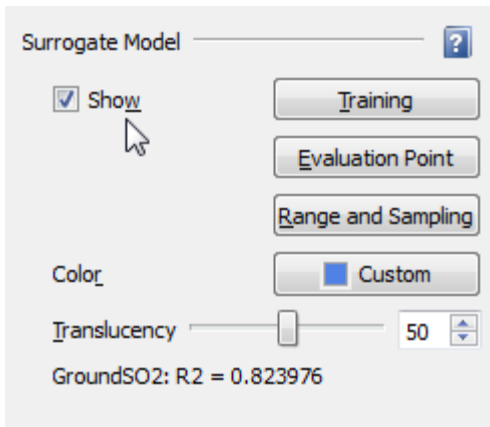 Surrogate Model ?
Show Training
Evaluation Point
Range and Sampling
Color Custom
Translucency 50
GroundSO2: R2 = 0.823976